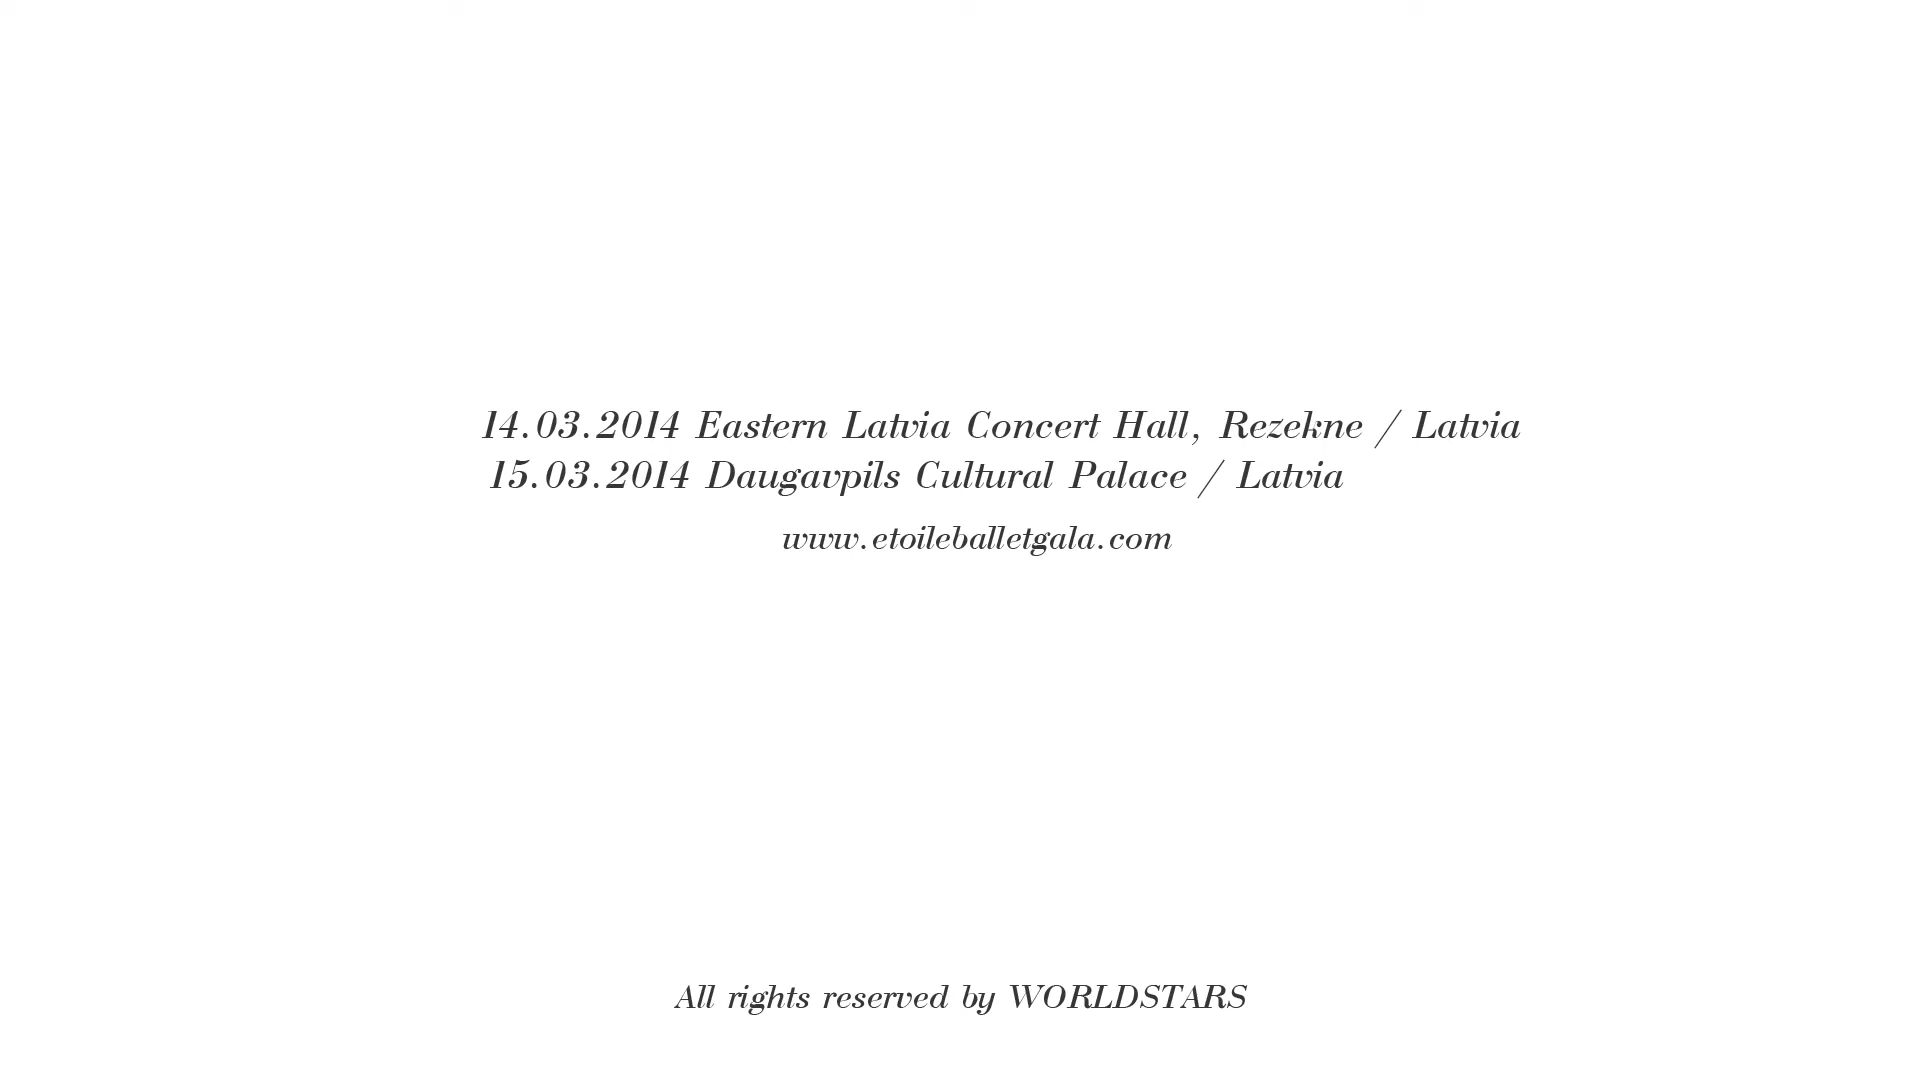 14.03.2014 Eastern Latvia Concert Hall, Rezekne / Latvia
15.03.2014 Daugavpils Cultural Palace / Latvia
www.etoileballetgala.com
All rights reserved by WORLDSTARS